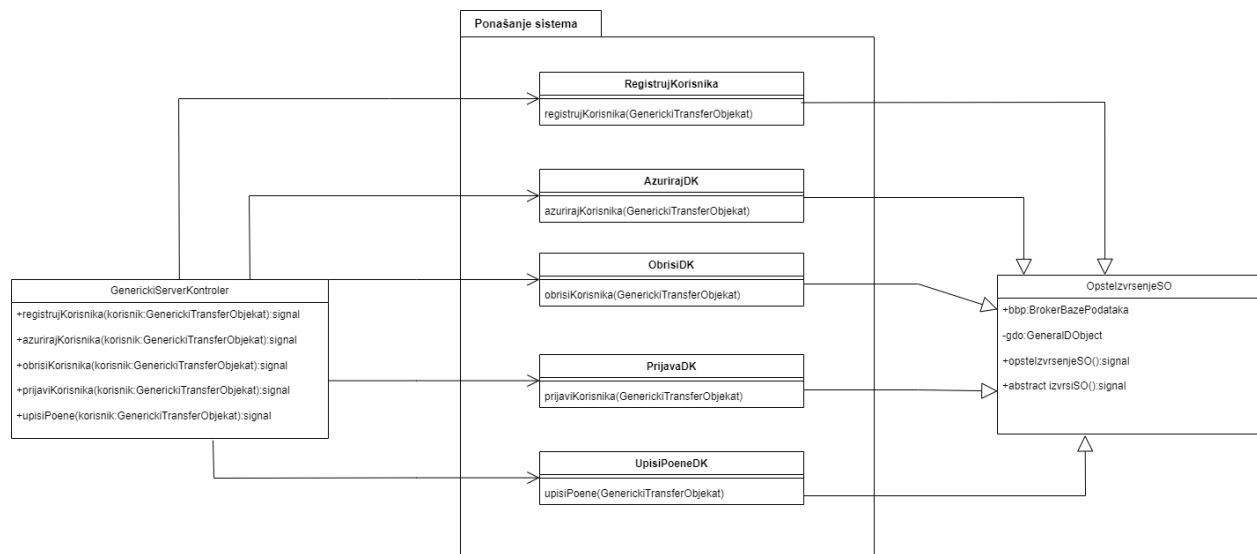 Ponašanje sistema
RegistrujKorisnika
registrujKorisnika(GenerickiTransferObjekat)
AzurirajDK
azurirajKorisnika(GenerickiTransferObjekat)
ObrisiDK
obrisiKorisnika(GenerickiTransferObjekat)
GenerickiServerKontroler
+registrujKorisnika(korisnik:GenerickiTransferObjekat):signal
+azurirajKorisnika(korisnik:GenerickiTransferObjekat):signal
+obrisiKorisnika(korisnik:GenerickiTransferObjekat):signal
+prijaviKorisnika(korisnik:GenerickiTransferObjekat):signal
+upisiPoene(korisnik:GenerickiTransferObjekat):signal
OpsteIzvrsenjeSO
+bbp:BrokerBazePodataka
-gdo:GeneralDObject
+opsteIzvrsenjeSO():signal
+abstract izvrsiSO():signal
PrijavaDK
prijaviKorisnika(GenerickiTransferObjekat)
UpisiPoeneDK
upisiPoene(GenerickiTransferObjekat)